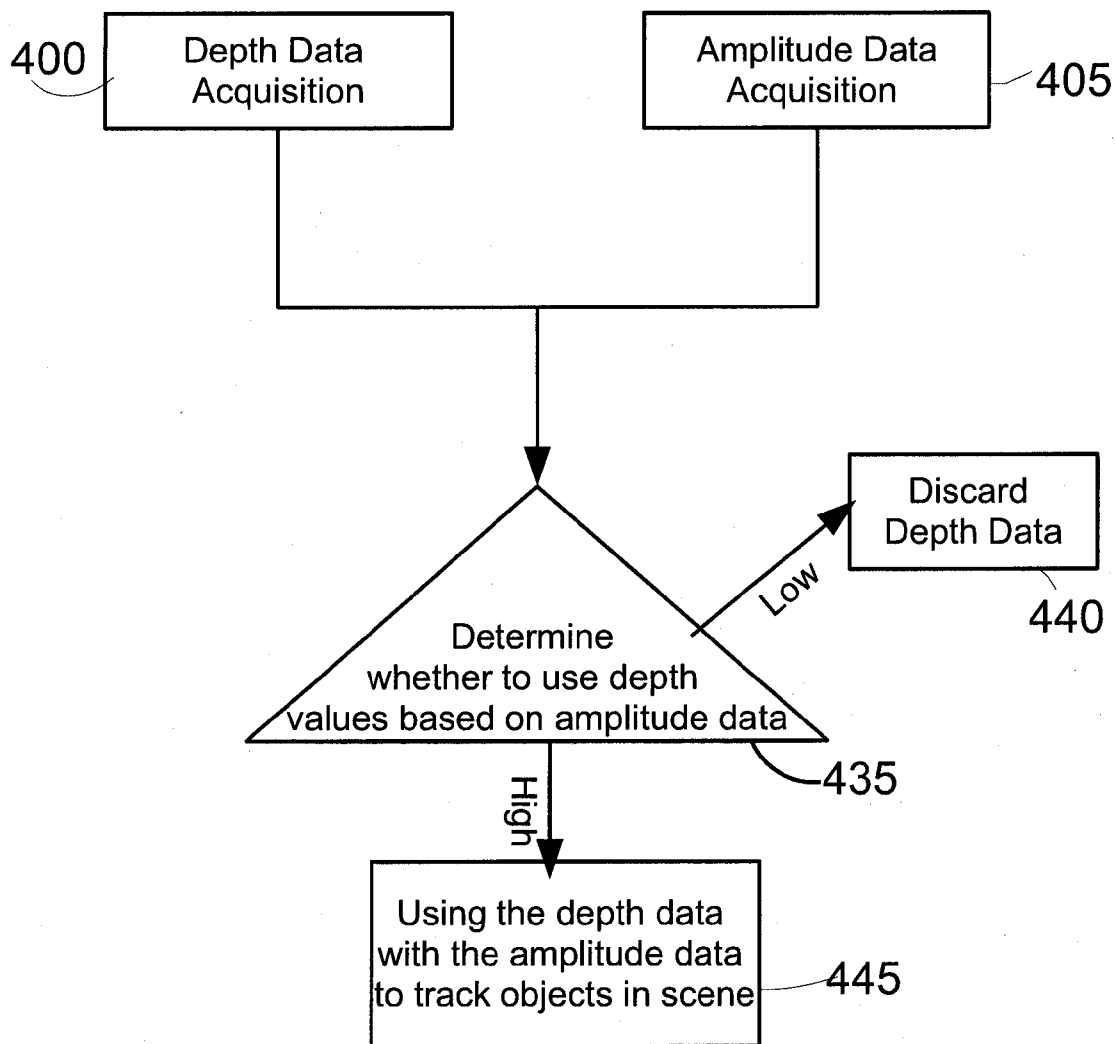 400
Depth Data
Acquisition
Amplitude Data
Acquisition
405
Discard
Depth Data
440
Low
Determine
whether to use depth
values based on amplitude data
435
High
Using the depth data
with the amplitude data
to track objects in scene
445